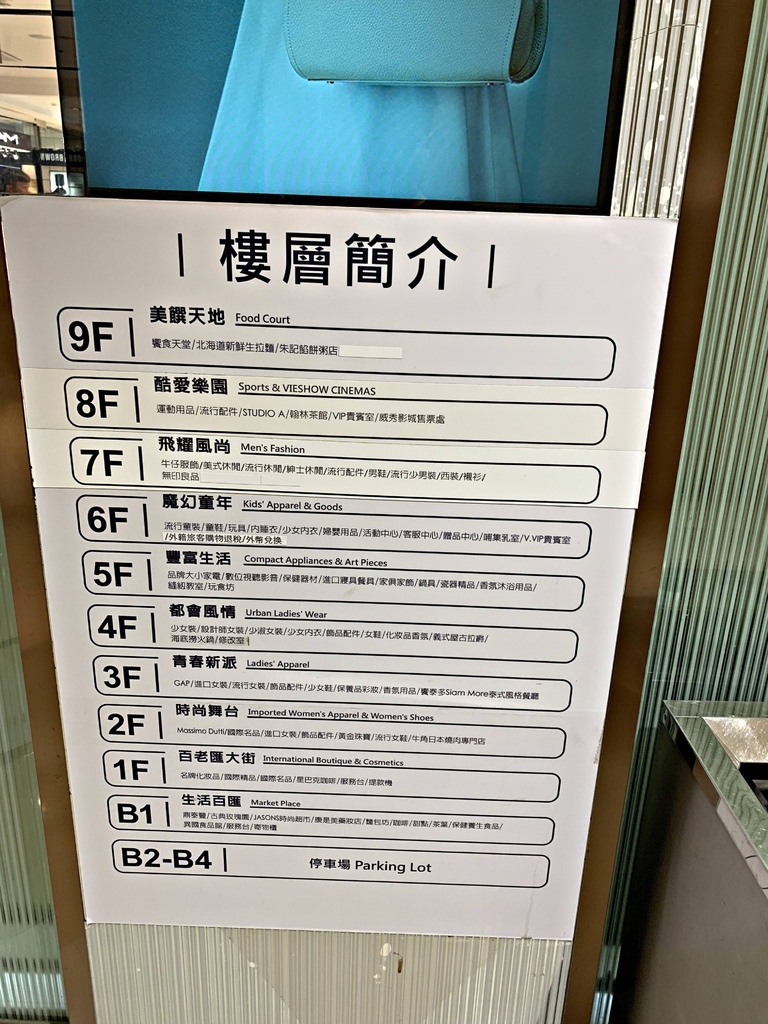 樓層簡介
9F
美饌天地 Food Court
饗食天堂/北海道新鮮生拉麵/朱記餡餅粥店
8F
酷愛樂園 Sports & VIESHOW CINEMAS
運動用品/流行配件/STUDIO A/翰林茶館/VIP貴賓室/威秀影城售票處
7F
飛耀風尚 Men's Fashion
牛仔服飾/美式休閒/流行休閒/紳士休閒/流行配件/男鞋/流行少男裝/西裝/襯衫/
無印良品
6F
魔幻童年 Kids' Apparel & Goods
流行童裝/童鞋/玩具/內睡衣/少女內衣/婦嬰用品/活動中心/客服中心/贈品中心/哺集乳室/V.VIP貴賓室
/外籍旅客購物退稅/外幣兌換
5F
豐富生活 Compact Appliances & Art Pieces
品牌大小家電/數位視聽影音/保健器材/進口寢具餐具/家俱家飾/鍋具/瓷器精品/香氛沐浴用品/
縫紉教室/玩食坊
4F
都會風情 Urban Ladies' Wear
少女裝/設計師女裝/少淑女裝/少女內衣/飾品配件/女鞋/化妝品香氛/義式屋古拉爵/
海底撈火鍋/修改室
3F
青春新派 Ladies' Apparel
GAP/進口女裝/流行女裝/飾品配件/少女鞋/保養品彩妝/香氛用品/饗泰多Siam More泰式風格餐廳
2F
時尚舞台 Imported Women's Apparel & Women's Shoes
Massimo Dutti/國際名品/進口女裝/飾品配件/黃金珠寶/流行女鞋/牛角日本燒肉專門店
1F
百老匯大街 International Boutique & Cosmetics
名牌化妝品/國際精品/國際名品/星巴克咖啡/服務台/提款機
B1
生活百匯 Market Place
鼎泰豐/古典玫瑰園/JASONS時尚超市/康是美藥妝店/麵包坊/咖啡/甜點/茶葉/保健養生食品/
異國食品館/服務台/寄物櫃
B2-B4
停車場 Parking Lot